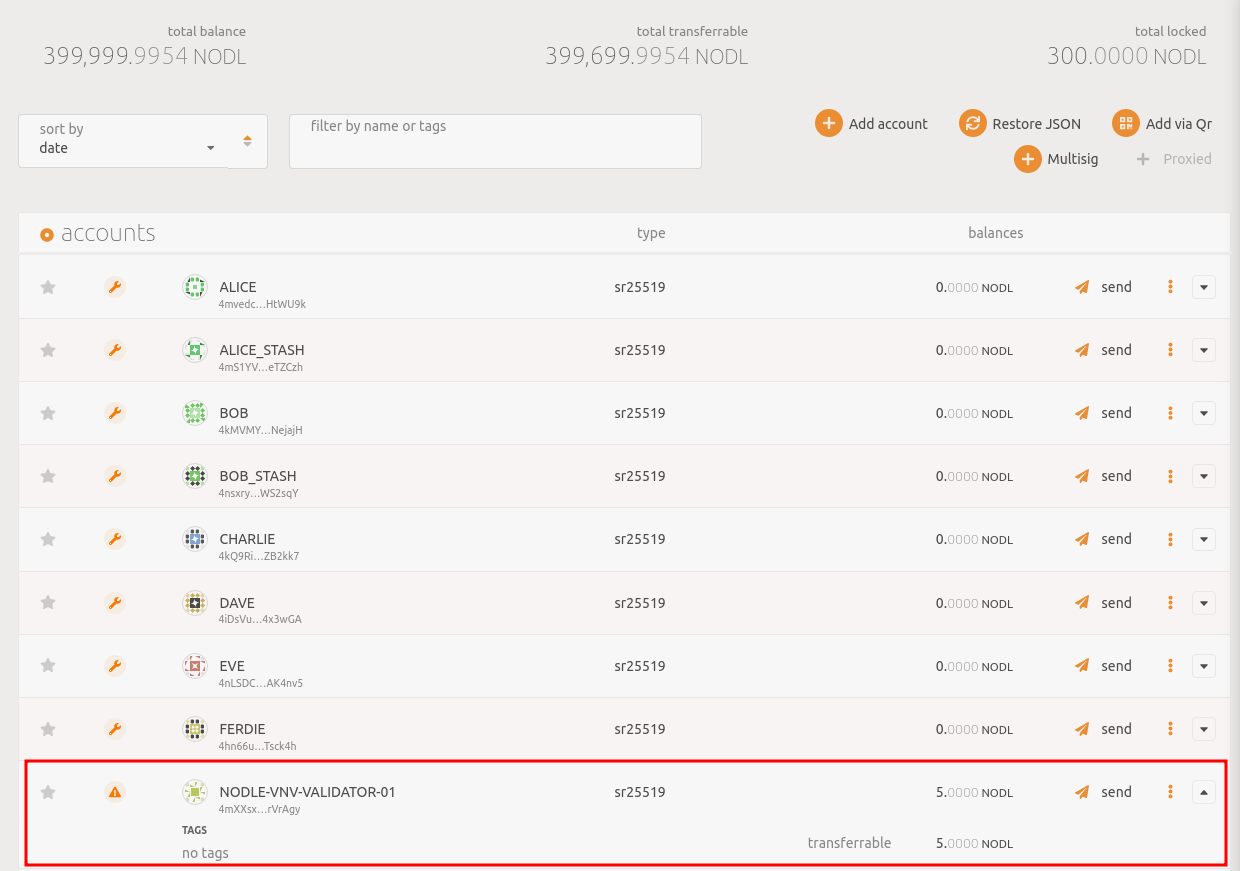 total balance
399,999.9954 NODL
total transferrable
399,699.9954 NODL
total locked
300.0000 NODL
sort by
date
filter by name or tags
Add account
Restore JSON
Add via Qr
Multisig
Proxied
accounts type balances
ALICE sr25519 0.0000 NODL send
4mvedc...HtWU9k
ALICE_STASH sr25519 0.0000 NODL send
4mS1YV...eTZCzh
BOB sr25519 0.0000 NODL send
4kMVMY...NejajH
BOB_STASH sr25519 0.0000 NODL send
4nsxry...WS2sqY
CHARLIE sr25519 0.0000 NODL send
4kQ9Ri...ZB2kk7
DAVE sr25519 0.0000 NODL send
4iDsVu...4x3wGA
EVE sr25519 0.0000 NODL send
4nLSDC...AK4nv5
FERDIE sr25519 0.0000 NODL send
4hn66u...Tsck4h
NODLE-VNV-VALIDATOR-01 sr25519 5.0000 NODL send
4mXXsx...rVrAgy
TAGS
no tags
transferrable 5.0000 NODL